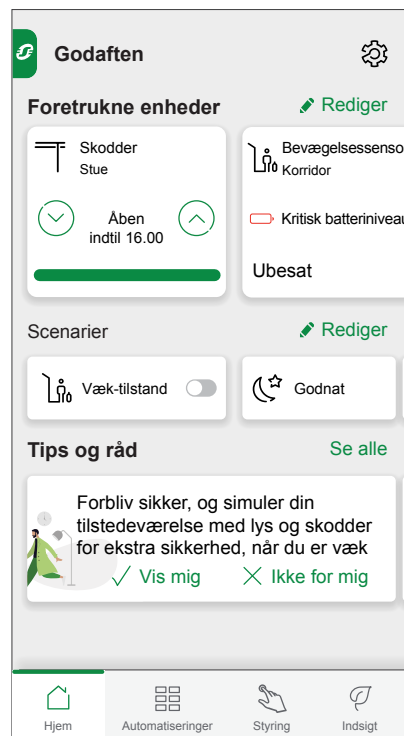 Godaften
Foretrukne enheder
Rediger
Skodder
Stue
Åben
indtil 16.00
Bevægelsessenso
Korridor
Kritisk batteriniveau
Ubesat
Scenarier
Rediger
Væk-tilstand
Godnat
Tips og råd
Se alle
Forbliv sikker, og simuler din
tilstedeværelse med lys og skodder
for ekstra sikkerhed, når du er væk
Vis mig
Ikke for mig
Hjem
Automatiseringer
Styring
Indsigt